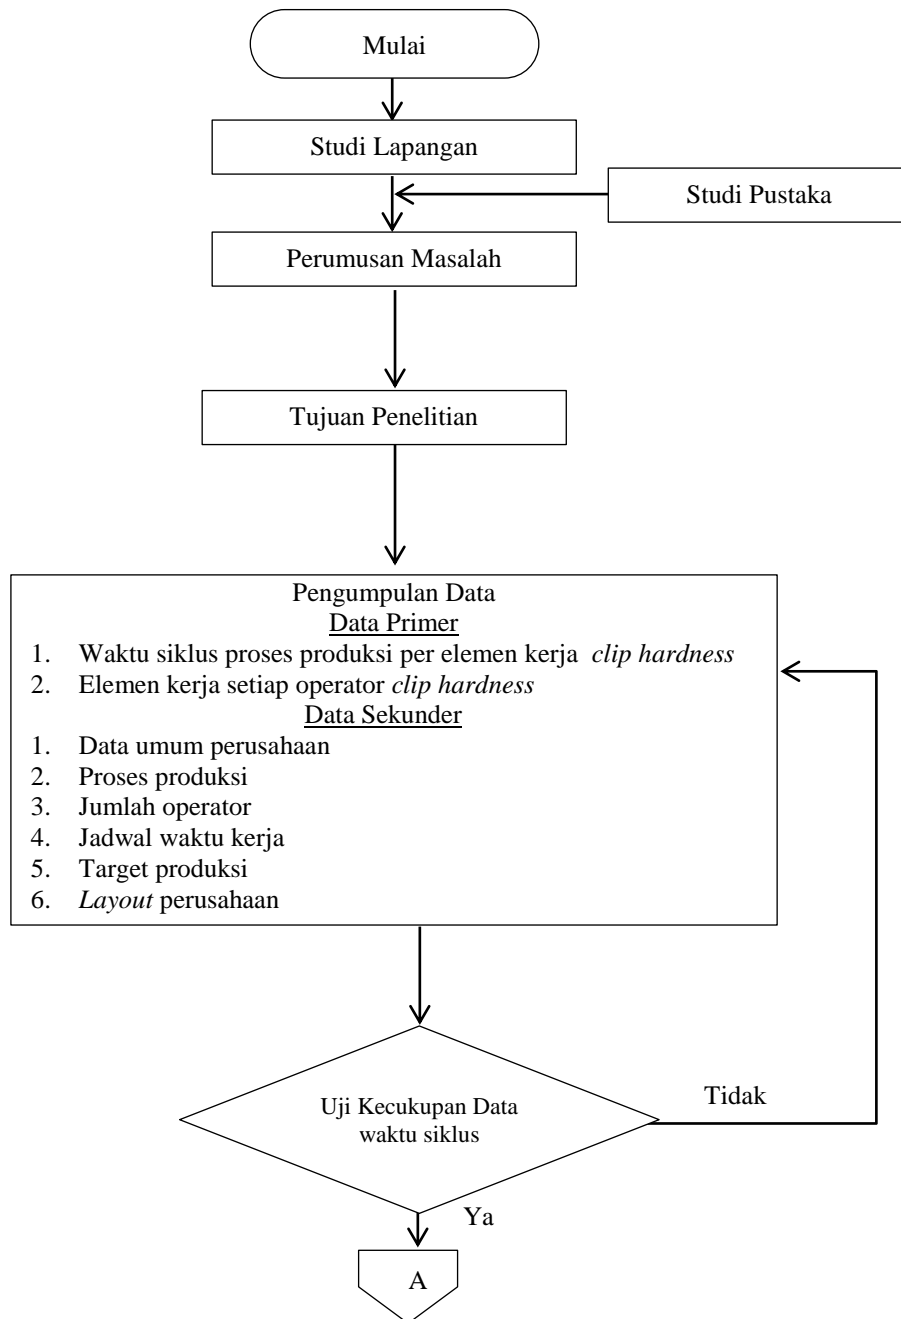 Mulai
Studi Lapangan
Studi Pustaka
Perumusan Masalah
Tujuan Penelitian
Pengumpulan Data
Data Primer
1. Waktu siklus proses produksi per elemen kerja clip hardness
2. Elemen kerja setiap operator clip hardness
Data Sekunder
1. Data umum perusahaan
2. Proses produksi
3. Jumlah operator
4. Jadwal waktu kerja
5. Target produksi
6. Layout perusahaan
Uji Kecukupan Data
waktu siklus
Tidak
Ya
A